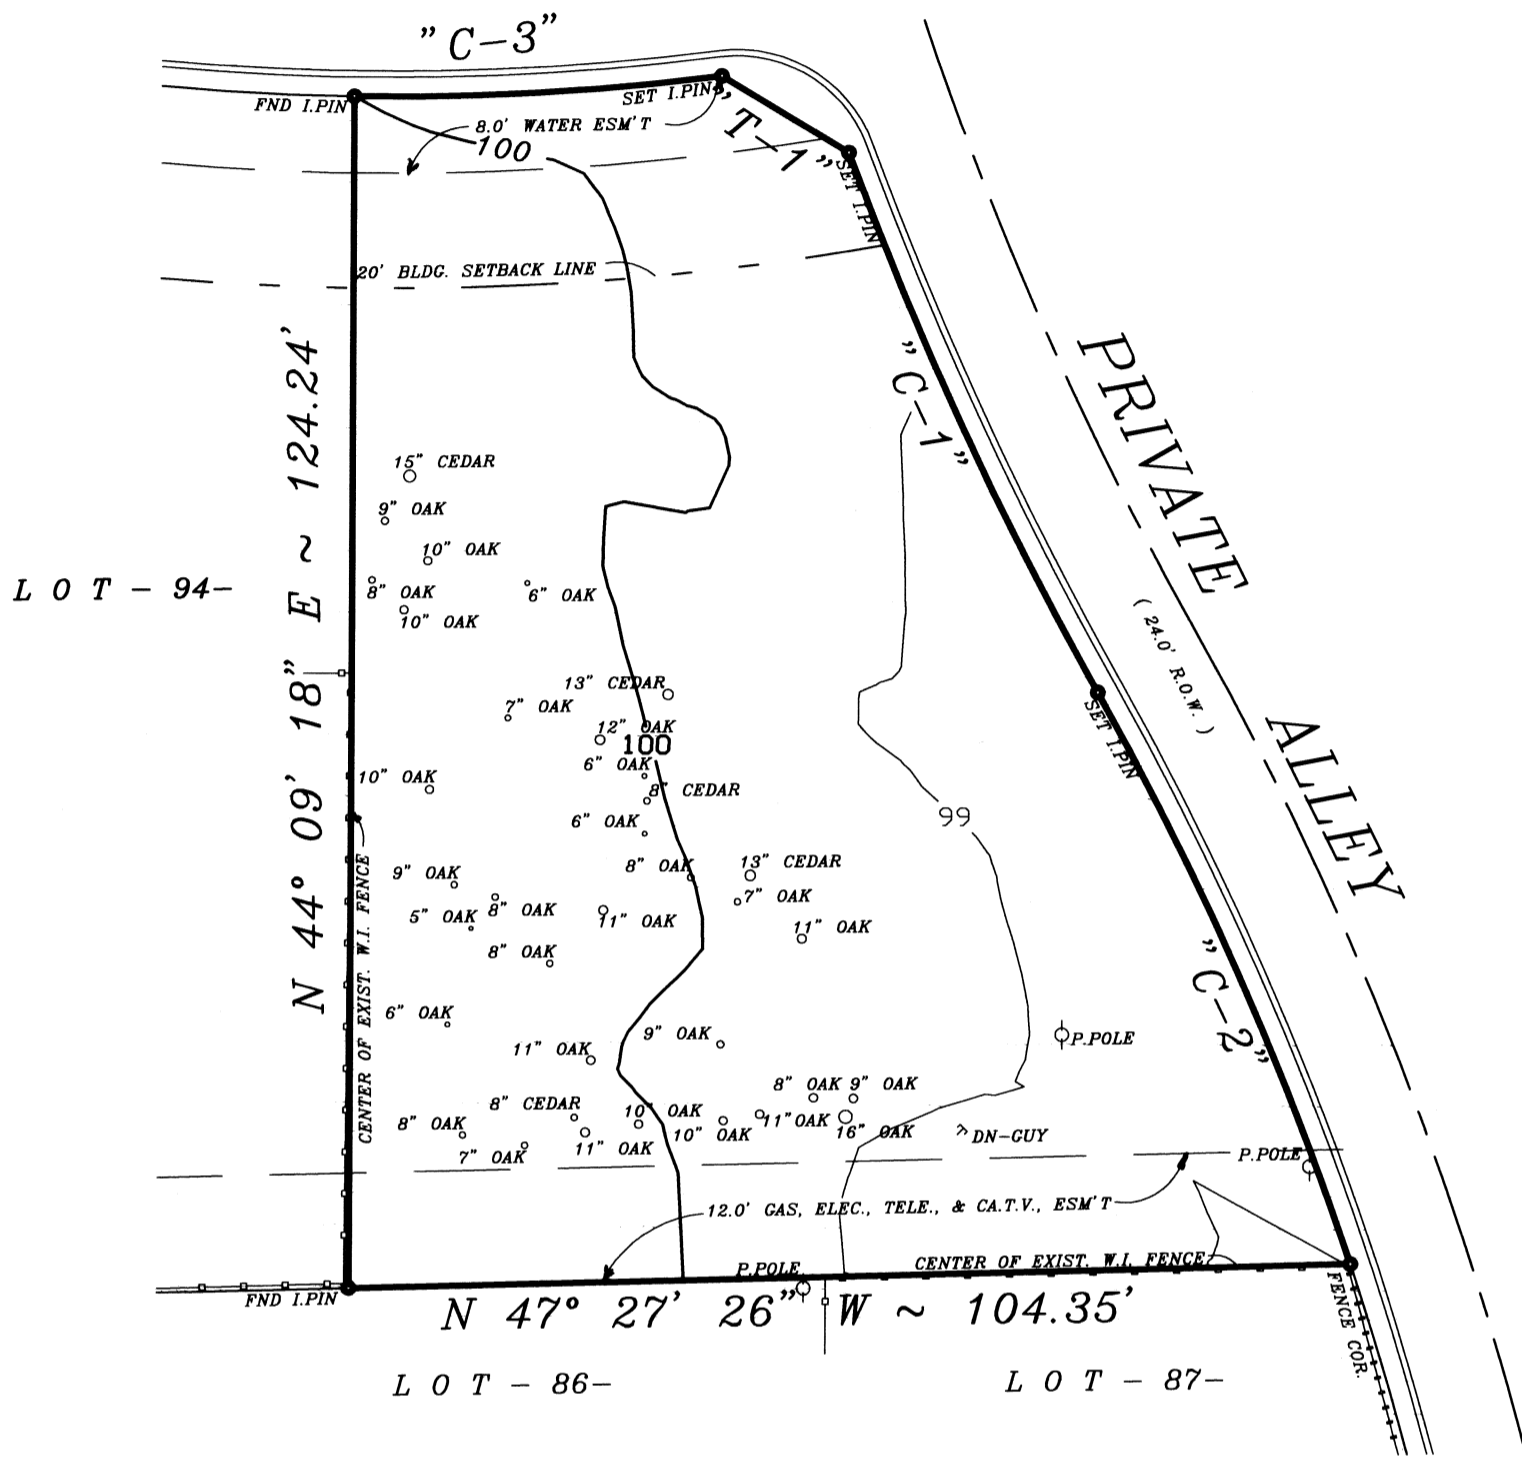 "C-3"
FND I.PIN
SET I.PIN
8.0' WATER ESM'T
100
"T-1"
SET I.PIN
20' BLDG. SETBACK LINE
N 44° 09' 18" E ~ 124.24'
"C-1"
PRIVATE
ALLEY
( 24.0' R.O.W. )
15" CEDAR
9" OAK
10" OAK
8" OAK
6" OAK
10" OAK
L O T - 94-
13" CEDAR
7" OAK
12" OAK
100
SET I.PIN
6" OAK
10" OAK
8" CEDAR
6" OAK
99
CENTER OF EXIST. W.I. FENCE
8" OAK
13" CEDAR
9" OAK
7" OAK
5" OAK
8" OAK
11" OAK
11" OAK
8" OAK
"C-2"
6" OAK
9" OAK
P.POLE
11" OAK
8" OAK
9" OAK
8" CEDAR
10" OAK
8" OAK
11" OAK
10" OAK
11" OAK
16" OAK
DN-GUY
7" OAK
P.POLE
12.0' GAS, ELEC., TELE., & CA.T.V., ESM'T
CENTER OF EXIST. W.I. FENCE
P.POLE
FND I.PIN
N 47° 27' 26" W ~ 104.35'
FENCE COR.
L O T - 86-
L O T - 87-